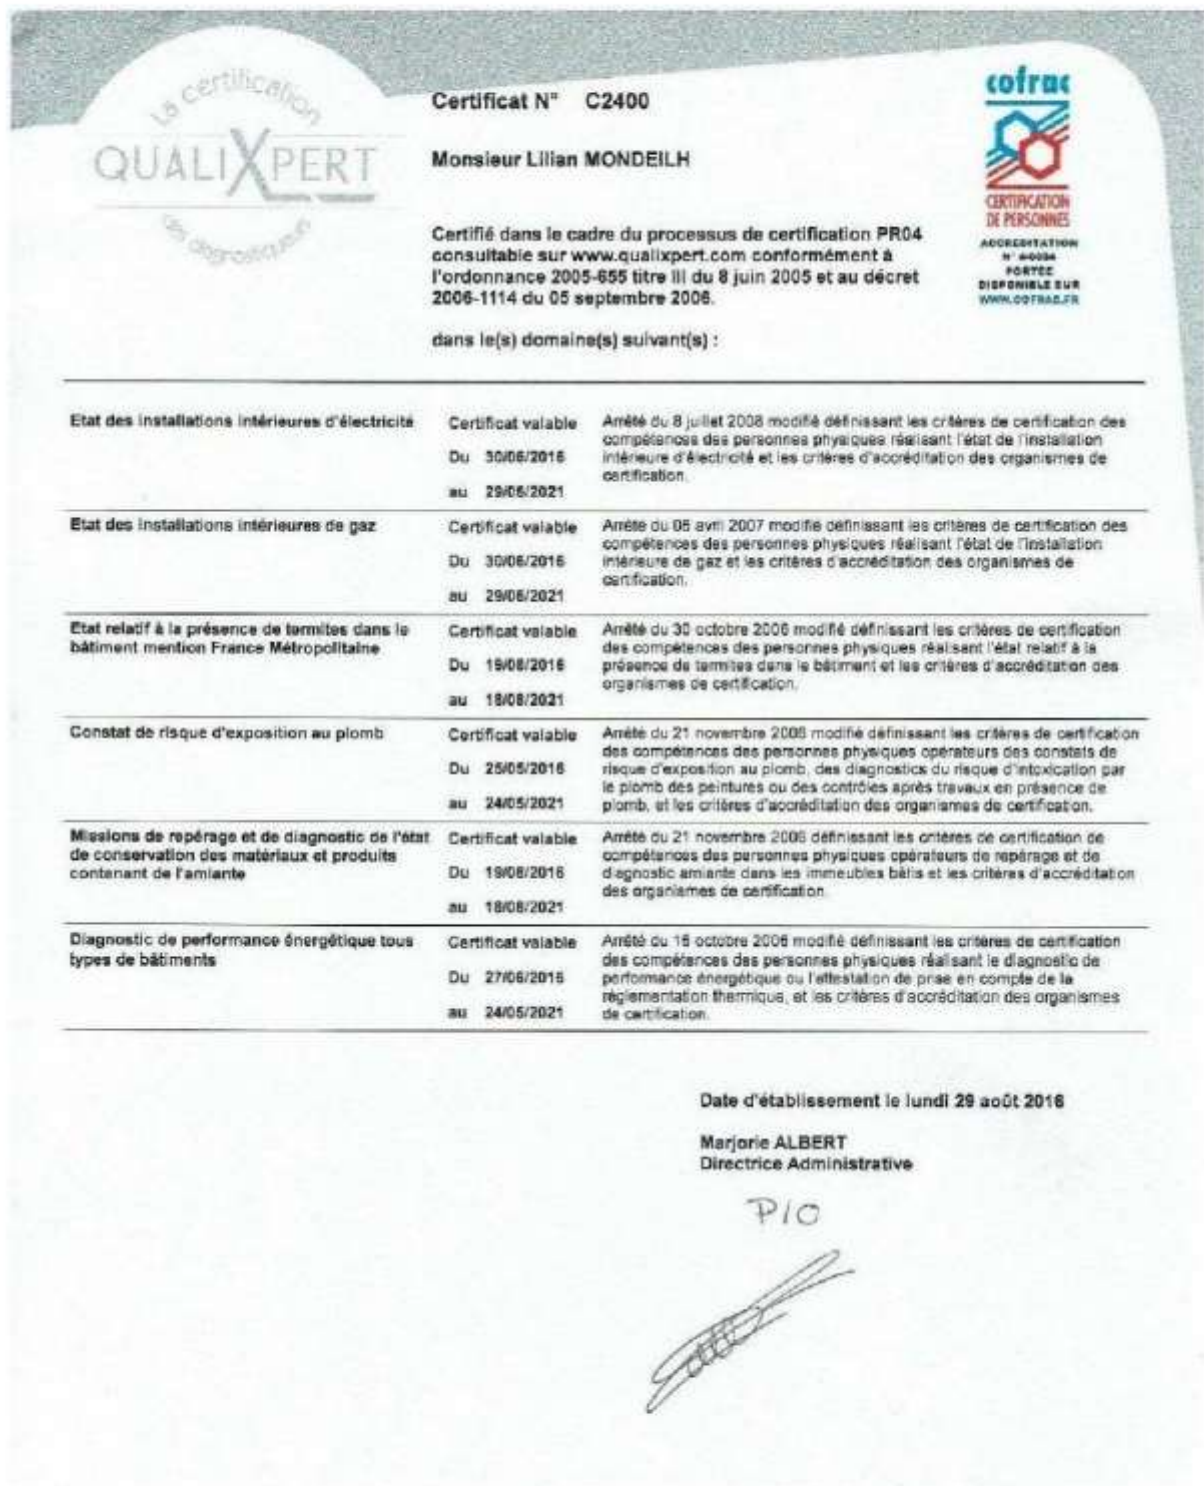 La certification
QUALIXPERT
des diagnostiqueurs
Certificat N° C2400
Monsieur Lilian MONDEILH
Certifié dans le cadre du processus de certification PR04
consultable sur www.qualixpert.com conformément à
l'ordonnance 2005-655 titre III du 8 juin 2005 et au décret
2006-1114 du 05 septembre 2006.
dans le(s) domaine(s) suivant(s) :
cofrac
CERTIFICATION
DE PERSONNES
ACCREDITATION
N° 4-0094
PORTEE
DISPONIBLE SUR
WWW.COFRAC.FR
Etat des installations intérieures d'électricité
Certificat valable
Du 30/06/2016
au 29/06/2021
Arrêté du 8 juillet 2008 modifié définissant les critères de certification des
compétences des personnes physiques réalisant l'état de l'installation
intérieure d'électricité et les critères d'accréditation des organismes de
certification.
Etat des installations intérieures de gaz
Certificat valable
Du 30/06/2016
au 29/06/2021
Arrêté du 06 avril 2007 modifié définissant les critères de certification des
compétences des personnes physiques réalisant l'état de l'installation
intérieure de gaz et les critères d'accréditation des organismes de
certification.
Etat relatif à la présence de termites dans le
bâtiment mention France Métropolitaine
Certificat valable
Du 19/08/2016
au 18/08/2021
Arrêté du 30 octobre 2006 modifié définissant les critères de certification
des compétences des personnes physiques réalisant l'état relatif à la
présence de termites dans le bâtiment et les critères d'accréditation des
organismes de certification.
Constat de risque d'exposition au plomb
Certificat valable
Du 25/05/2016
au 24/05/2021
Arrêté du 21 novembre 2006 modifié définissant les critères de certification
des compétences des personnes physiques opérateurs des constats de
risque d'exposition au plomb, des diagnostics du risque d'intoxication par
le plomb des peintures ou des contrôles après travaux en présence de
plomb, et les critères d'accréditation des organismes de certification.
Missions de repérage et de diagnostic de l'état
de conservation des matériaux et produits
contenant de l'amiante
Certificat valable
Du 19/08/2016
au 18/08/2021
Arrêté du 21 novembre 2006 définissant les critères de certification de
compétences des personnes physiques opérateurs de repérage et de
diagnostic amiante dans les immeubles bâtis et les critères d'accréditation
des organismes de certification.
Diagnostic de performance énergétique tous
types de bâtiments
Certificat valable
Du 27/06/2016
au 24/05/2021
Arrêté du 16 octobre 2006 modifié définissant les critères de certification
des compétences des personnes physiques réalisant le diagnostic de
performance énergétique ou l'attestation de prise en compte de la
réglementation thermique, et les critères d'accréditation des organismes
de certification.
Date d'établissement le lundi 29 août 2016
Marjorie ALBERT
Directrice Administrative
P/O